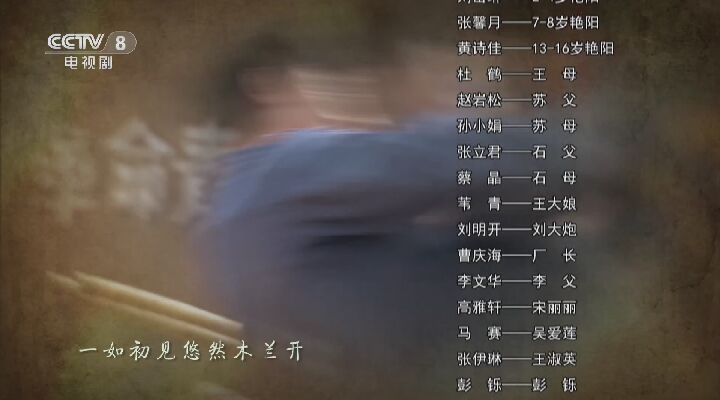 CCTV 8
电视剧
张馨月——7-8岁艳阳
黄诗佳——13-16岁艳阳
杜 鹤——王 母
赵岩松——苏 父
孙小娟——苏 母
张立君——石 父
蔡 晶——石 母
苇 青——王大娘
刘明开——刘大炮
曹庆海——厂 长
李文华——李 父
高雅轩——宋丽丽
马 赛——吴爱莲
张伊琳——王淑英
彭 铄——彭 铄
一如初见悠然木兰开